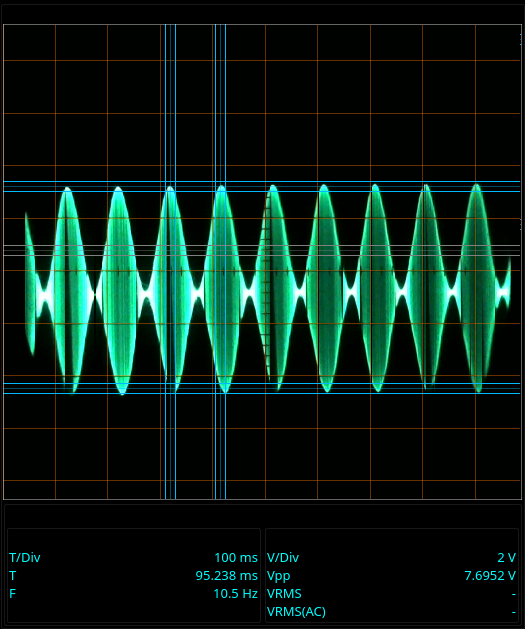 T/Div 100 ms V/Div 2 V
T 95.238 ms Vpp 7.6952 V
F 10.5 Hz VRMS -
VRMS(AC) -